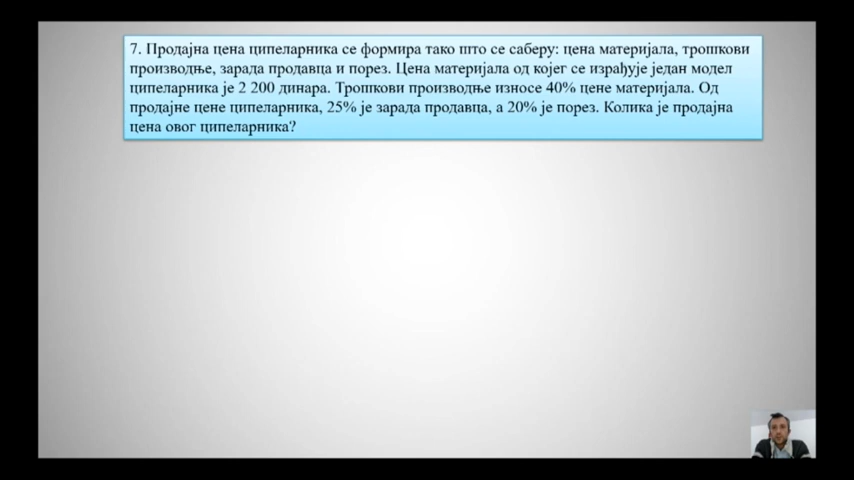 7. Продајна цена ципеларника се формира тако што се саберу: цена материјала, трошкови
производње, зарада продавца и порез. Цена материјала од којег се израђује један модел
ципеларника је 2 200 динара. Трошкови производње износе 40% цене материјала. Од
продајне цене ципеларника, 25% је зарада продавца, а 20% је порез. Колика је продајна
цена овог ципеларника?